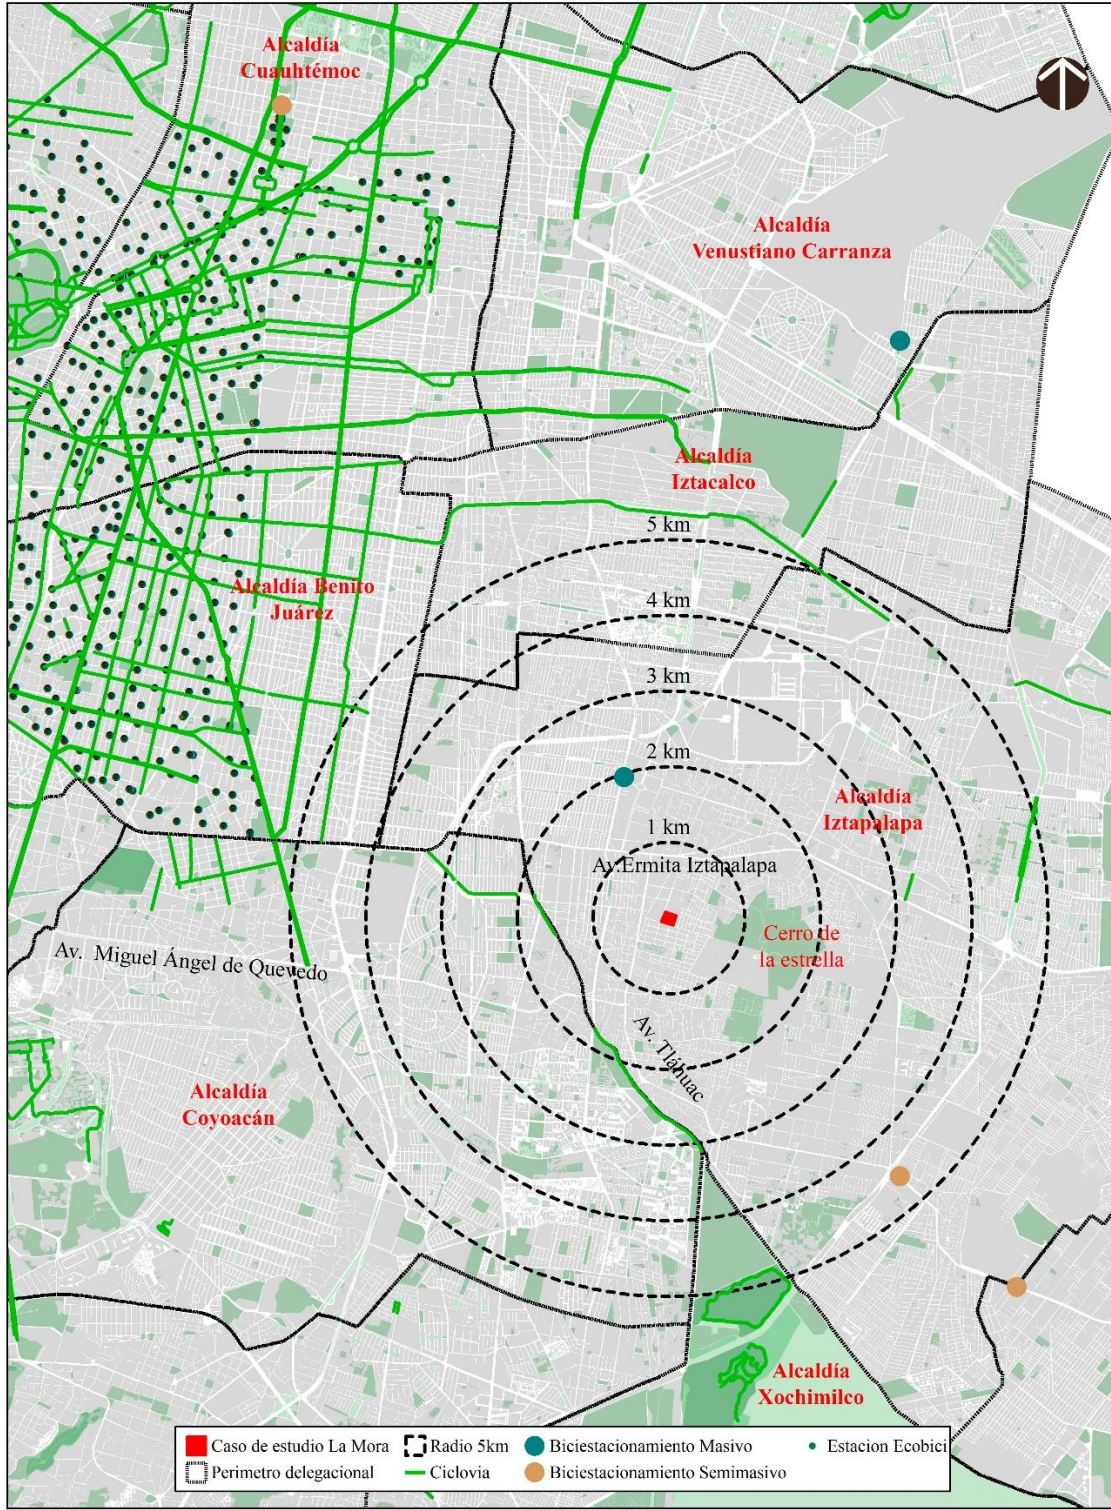 Alcaldía
Cuauhtémoc
Alcaldía
Venustiano Carranza
Alcaldía
Iztacalco
5 km
Alcaldía Benito
Juárez
4 km
3 km
2 km
Alcaldía
Iztapalapa
1 km
Av.Ermita Iztapalapa
Cerro de
la estrella
Av. Miguel Ángel de Quevedo
Av. Tláhuac
Alcaldía
Coyoacán
Alcaldía
Xochimilco
Caso de estudio La Mora
Radio 5km
Biciestacionamiento Masivo
Estacion Ecobici
Perimetro delegacional
Ciclovia
Biciestacionamiento Semimasivo